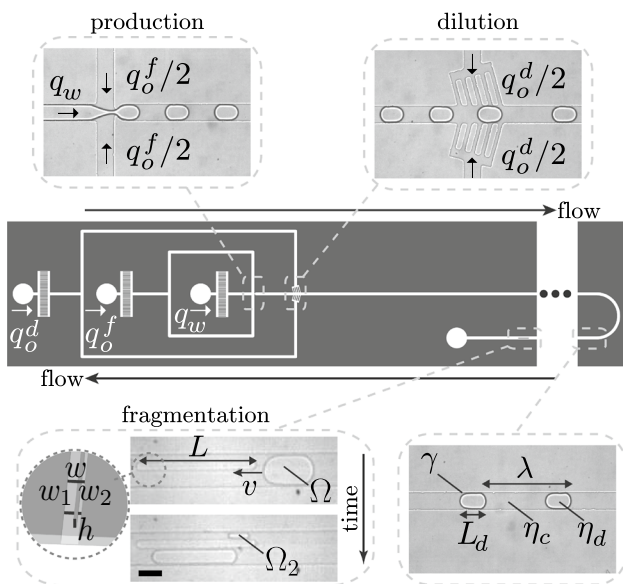 production
dilution
q_w
q_o^f/2
q_o^f/2
q_o^d/2
q_o^d/2
flow
q_o^d
q_o^f
q_w
flow
fragmentation
w
w_1
w_2
h
L
v
Ω
Ω_2
time
γ
λ
L_d
η_c
η_d